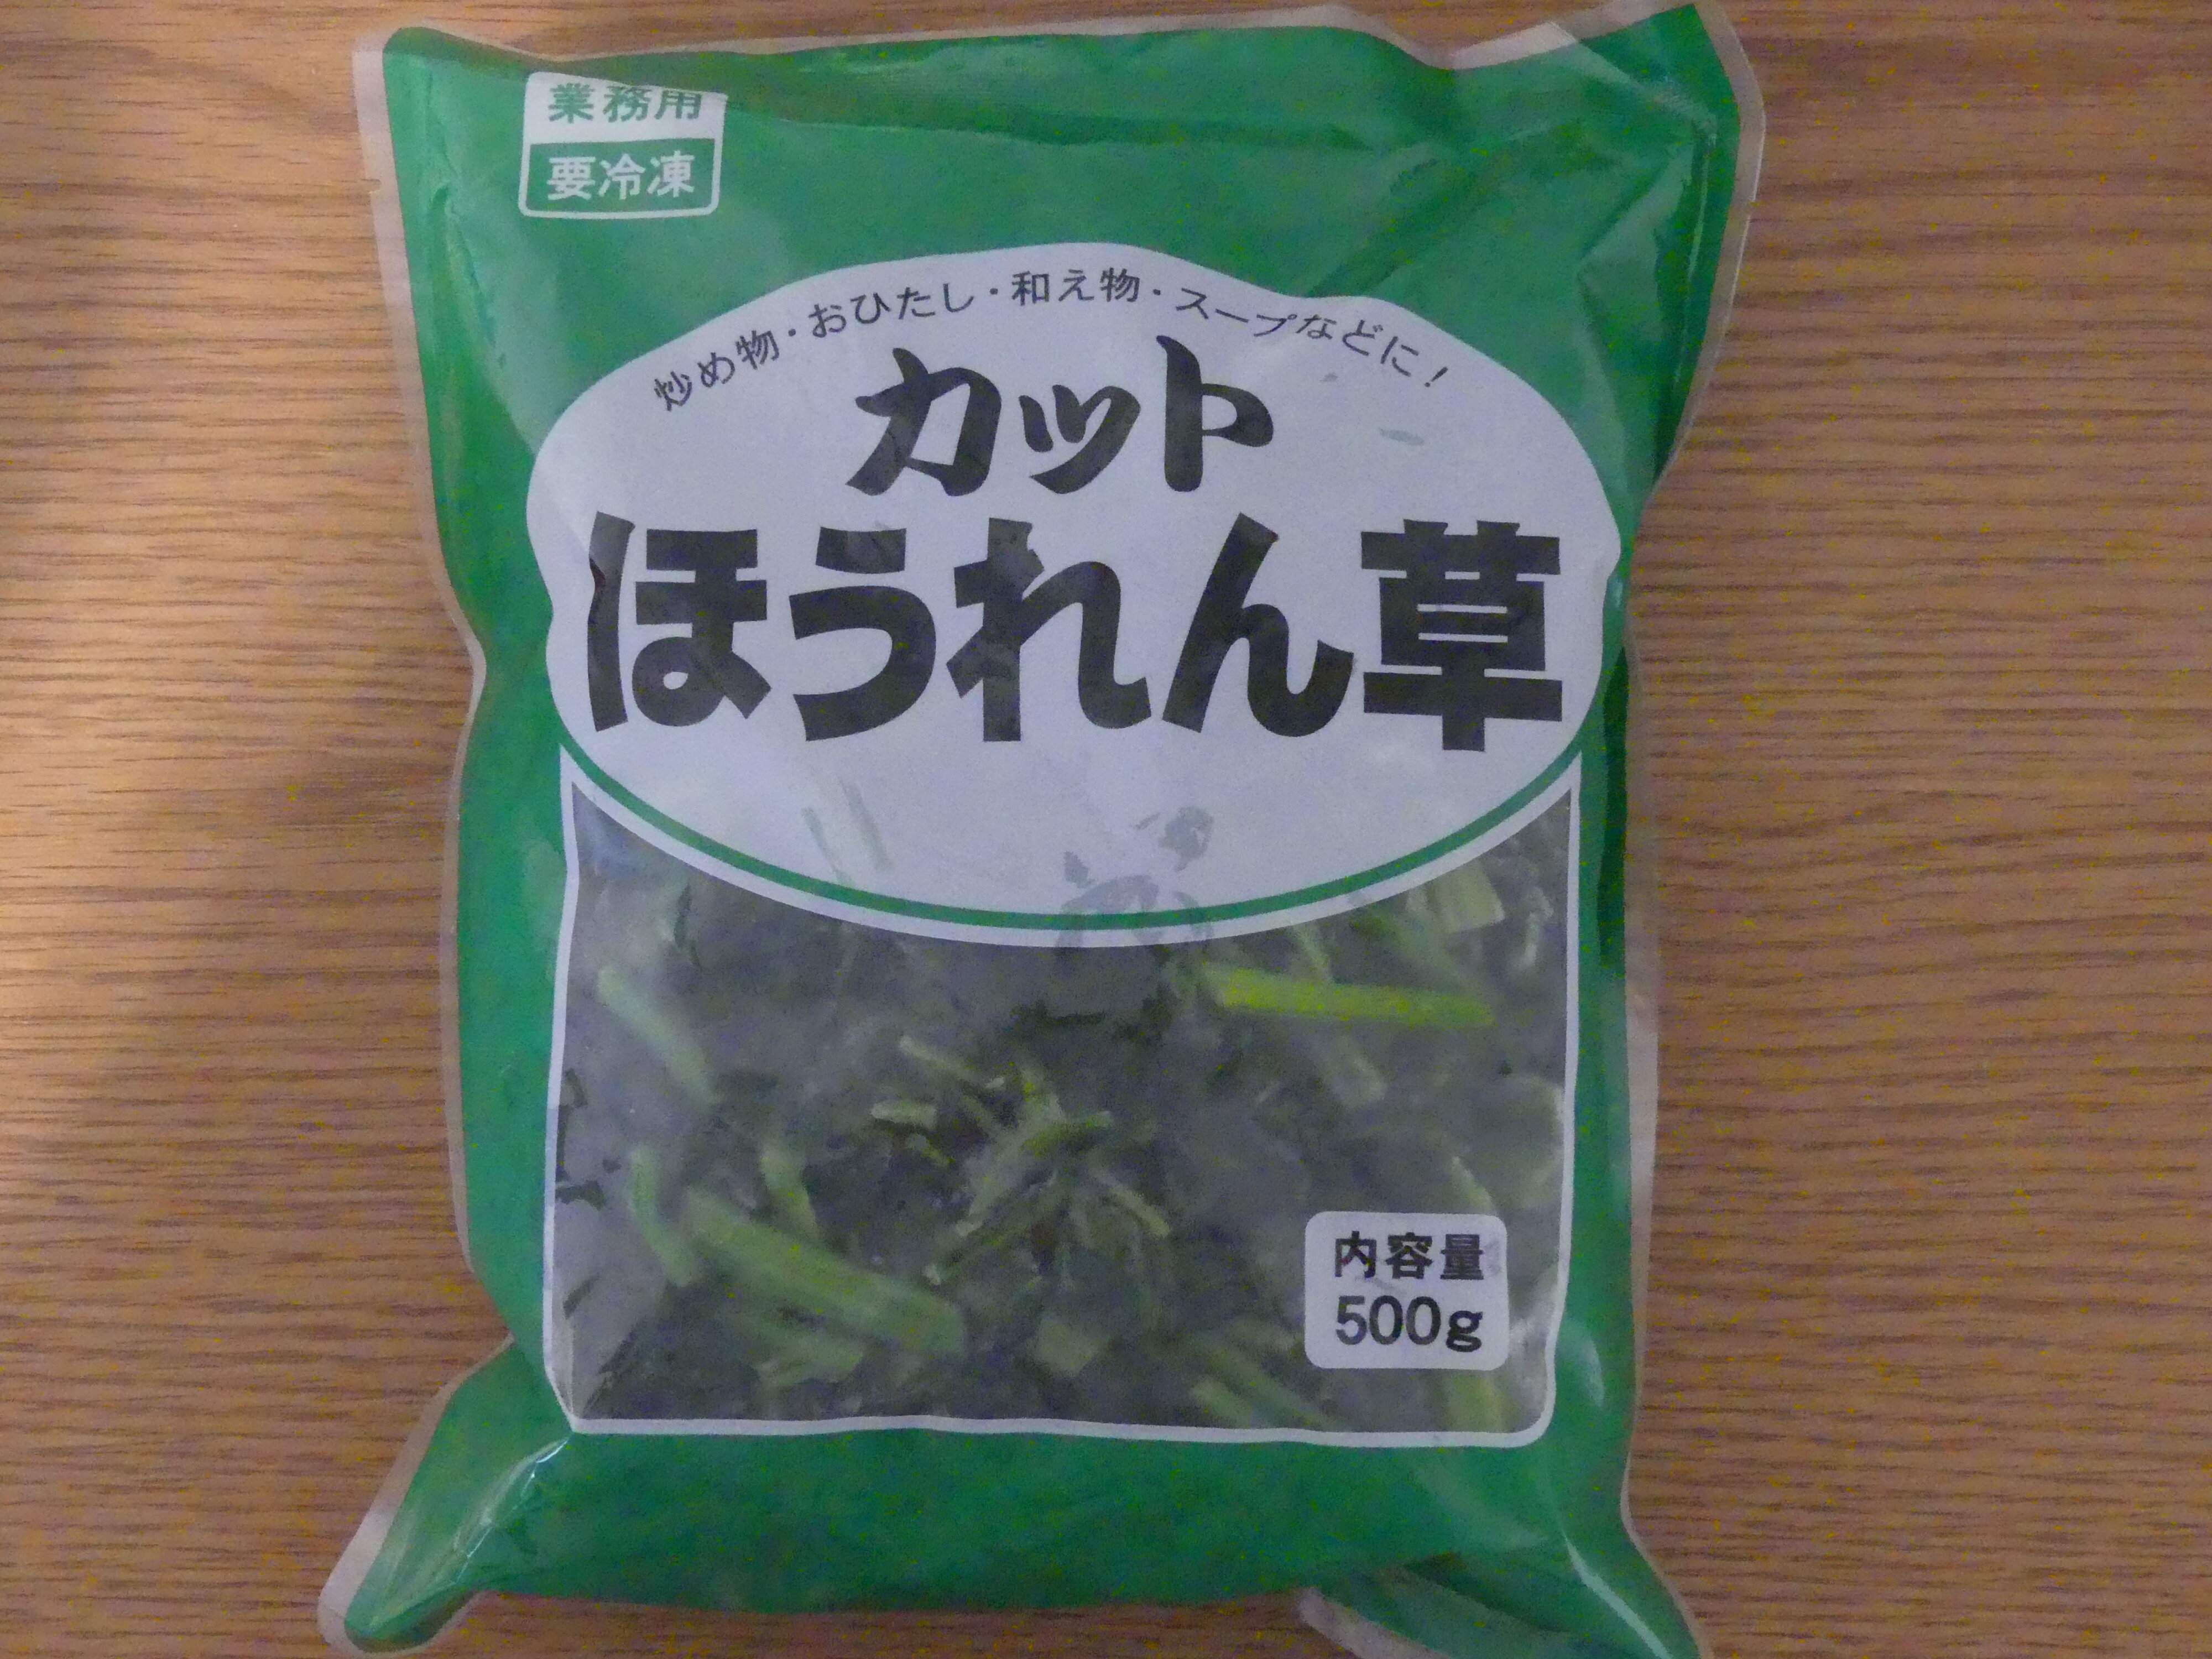 業務用
要冷凍
炒め物・おひたし・和え物・スープなどに！
カット
ほうれん草
内容量
500g